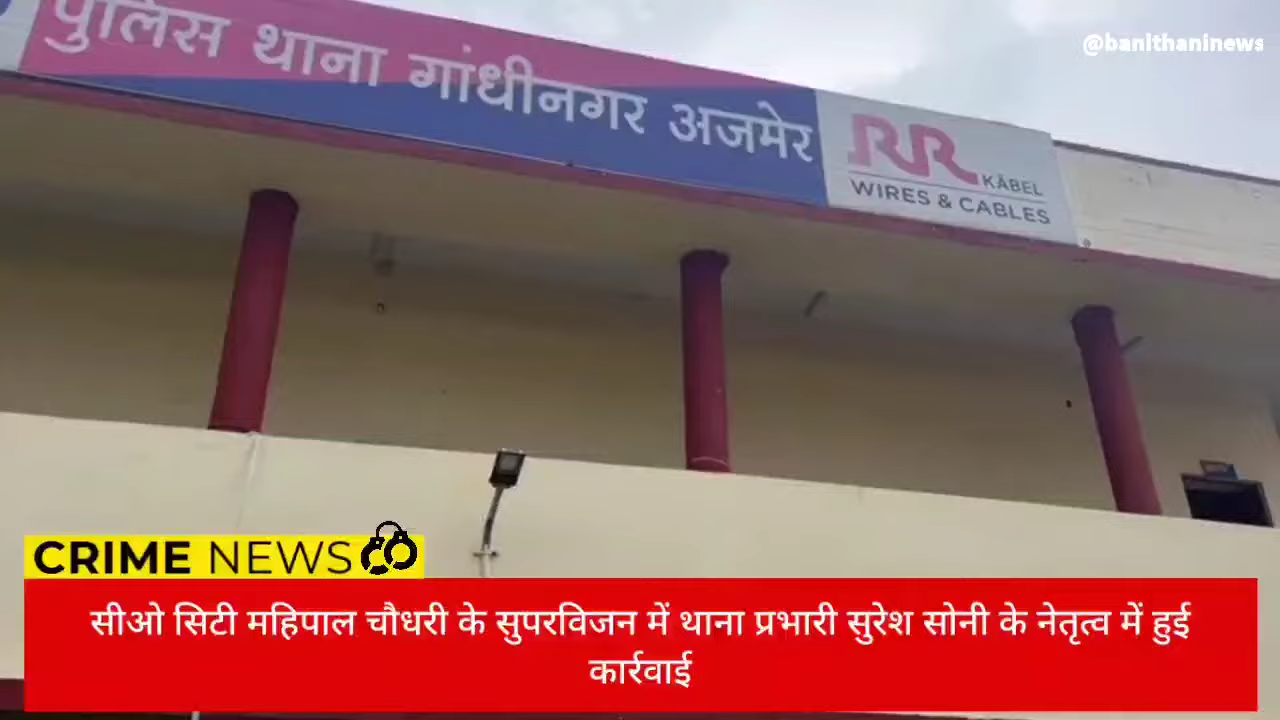 @banithaninews
पुलिस थाना गांधीनगर अजमेर
RR
KABEL
WIRES & CABLES
CRIME NEWS
सीओ सिटी महिपाल चौधरी के सुपरविजन में थाना प्रभारी सुरेश सोनी के नेतृत्व में हुई
कार्रवाई